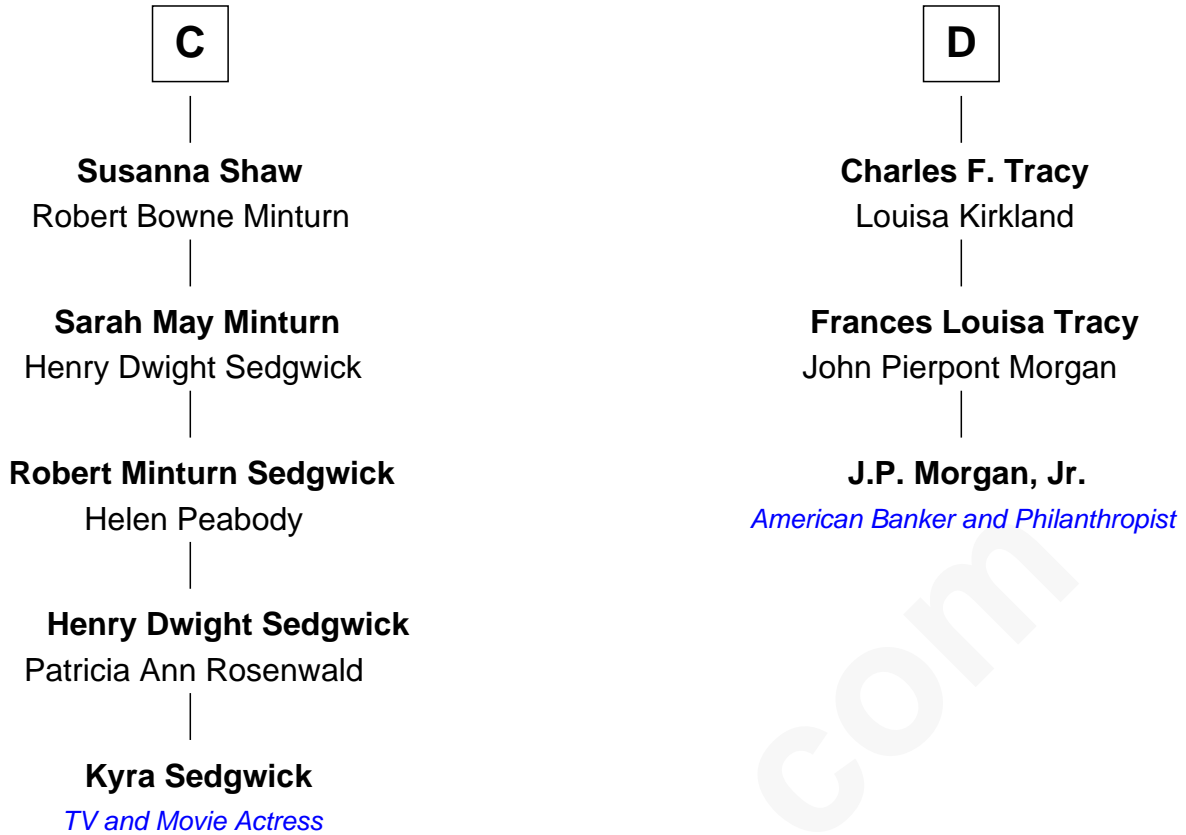 C
Susanna Shaw
Robert Bowne Minturn
Sarah May Minturn
Henry Dwight Sedgwick
Robert Minturn Sedgwick
Helen Peabody
Henry Dwight Sedgwick
Patricia Ann Rosenwald
Kyra Sedgwick
TV and Movie Actress
D
Charles F. Tracy
Louisa Kirkland
Frances Louisa Tracy
John Pierpont Morgan
J.P. Morgan, Jr.
American Banker and Philanthropist
com